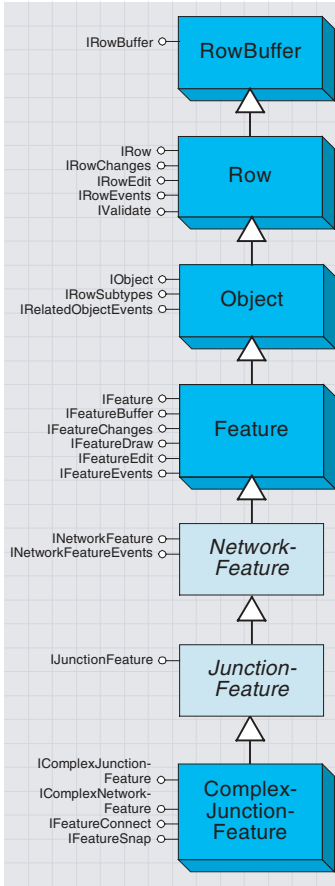 IRowBuffer
RowBuffer
IRow
IRowChanges
IRowEdit
IRowEvents
IValidate
Row
IObject
IRowSubtypes
IRelatedObjectEvents
Object
IFeature
IFeatureBuffer
IFeatureChanges
IFeatureDraw
IFeatureEdit
IFeatureEvents
Feature
INetworkFeature
INetworkFeatureEvents
Network-
Feature
IJunctionFeature
Junction-
Feature
IComplexJunction-
Feature
IComplexNetwork-
Feature
IFeatureConnect
IFeatureSnap
Complex-
Junction-
Feature